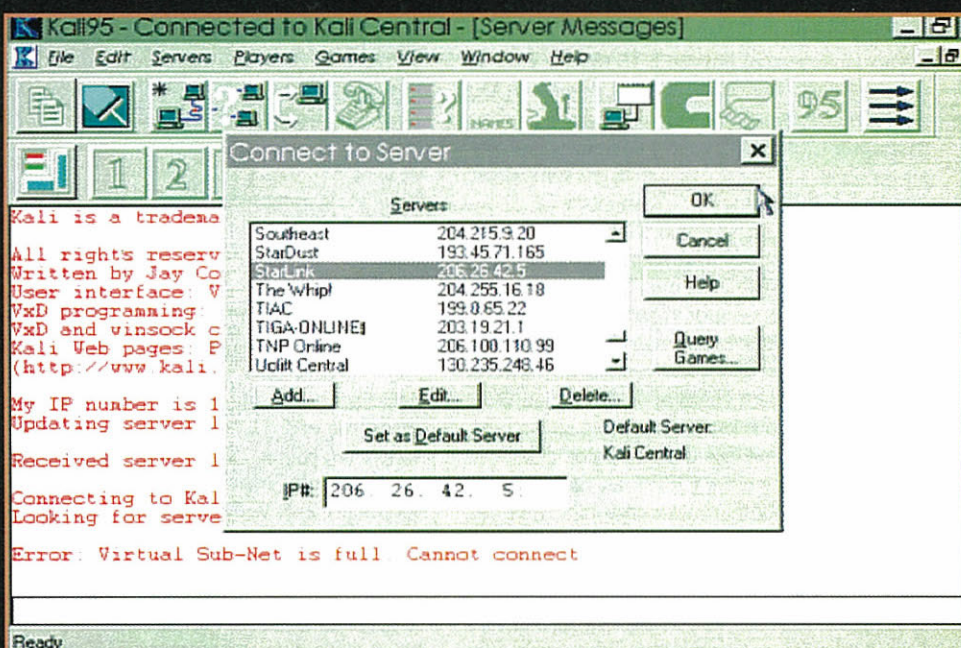 Kali95 - Connected to Kali Central - [Server Messages]
File Edit Servers Players Games View Window Help
NAMES 95
1 2
Connect to Server
Servers
Southeast 204.215.9.20
StarDust 193.45.71.165
StarLink 206.26.42.5
The Whip! 204.255.16.18
TIAC 199.0.65.22
TIGA-ONLINE 203.19.21.1
TNP Online 206.100.110.99
Central 130.235.248.46
OK
Cancel
Help
Query Games...
Add... Edit... Delete...
Set as Default Server
Default Server:
Kali Central
IP#: 206. 26. 42. 5.
Kali is a tradema
All rights reserv
Written by Jay Co
User interface: V
VxD programming:
VxD and winsock c
Kali Web pages: P
(http://www.kali.
My IP number is 1
Updating server l
Received server l
Connecting to Kal
Looking for serve
Error: Virtual Sub-Net is full. Cannot connect
Ready